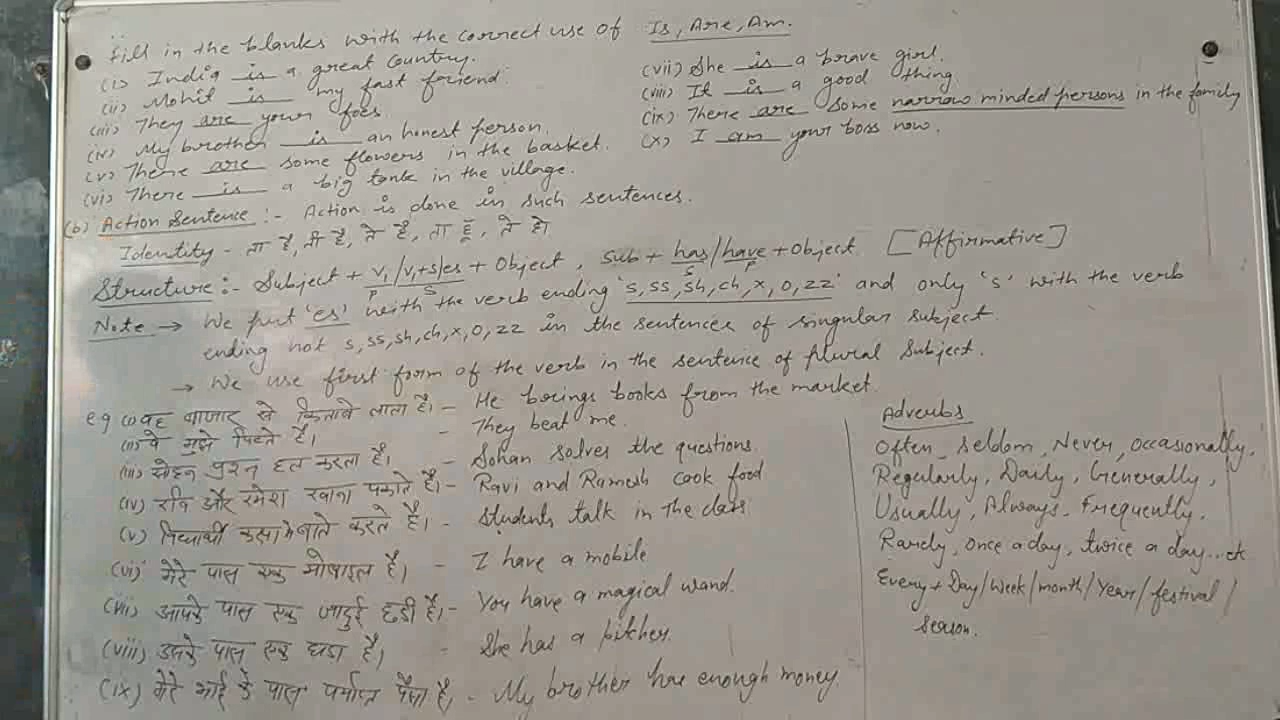 Fill in the blanks with the correct use of Is, Are, Am.
(i) India is a great country.
(ii) Mohit is my fast friend.
(iii) They are your foes.
(iv) My brother is an honest person.
(v) There are some flowers in the basket.
(vi) There is a big tank in the village.
(vii) She is a brave girl.
(viii) It is a good thing
(ix) There are some narrow minded persons in the family
(x) I am your boss now.
(b) Action Sentence :- Action is done in such sentences.
Identity - ता है, ती है, ते हैं, ता हूँ, ते हो।
Structure :- Subject + V1/V1+s/es + Object, Sub + has/have + Object. [Affirmative]
P S S P
Note → We put 'es' with the verb ending 's, ss, sh, ch, x, o, zz' and only 's' with the verb
ending not s, ss, sh, ch, x, o, zz in the sentences of singular subject.
→ We use first form of the verb in the sentence of plural subject.
e.g (i) वह बाजार से किताबें लाता है। - He brings books from the market.
(ii) वे मुझे पिटते हैं। - They beat me.
(iii) सोहन प्रश्न हल करता है। - Sohan solves the questions.
(iv) रवि और रमेश खाना पकाते हैं। - Ravi and Ramesh cook food
(v) विद्यार्थी कक्षा में बातें करते हैं। - Students talk in the class
(vi) मेरे पास एक मोबाइल है। - I have a mobile
(vii) आपके पास एक जादुई छड़ी है। - You have a magical wand.
(viii) उसके पास एक घडा है। - She has a pitcher.
(ix) मेरे भाई के पास पर्याप्त पैसा है। - My brother has enough money.
Adverbs
Often, Seldom, Never, occasionally,
Regularly, Daily, Generally,
Usually, Always, Frequently,
Rarely, once a day, twice a day...etc
Every + Day/week/month/Year/festival/
Season.